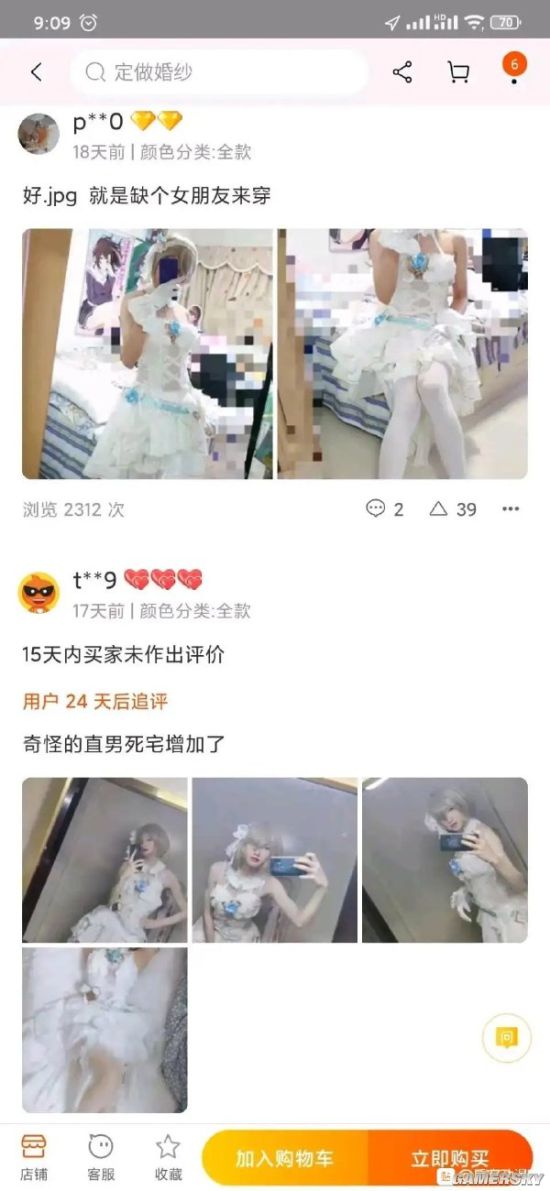 9:09
HD
70
定做婚纱
6
p**0
18天前 | 颜色分类:全款
好.jpg 就是缺个女朋友来穿
浏览 2312 次
2
39
t**9
17天前 | 颜色分类:全款
15天内买家未作出评价
用户 24 天后追评
奇怪的直男死宅增加了
问
店铺
客服
收藏
加入购物车
立即购买
GAMERSKY